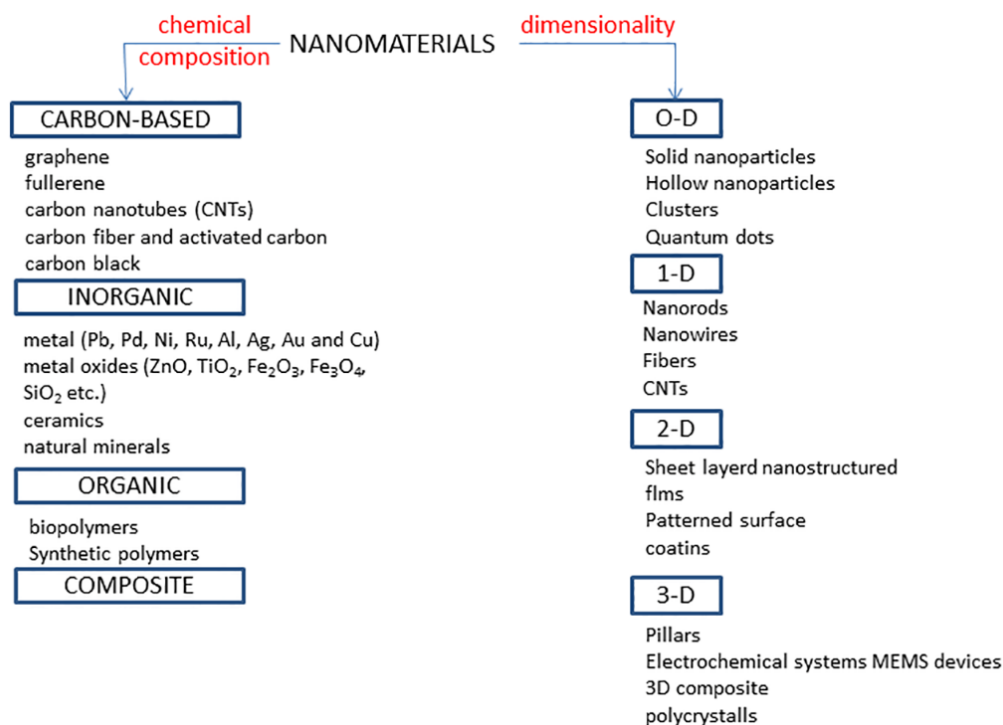 chemical
composition
NANOMATERIALS
dimensionality
CARBON-BASED
graphene
fullerene
carbon nanotubes (CNTs)
carbon fiber and activated carbon
carbon black
INORGANIC
metal (Pb, Pd, Ni, Ru, Al, Ag, Au and Cu)
metal oxides (ZnO, TiO₂, Fe₂O₃, Fe₃O₄,
SiO₂ etc.)
ceramics
natural minerals
ORGANIC
biopolymers
Synthetic polymers
COMPOSITE
O-D
Solid nanoparticles
Hollow nanoparticles
Clusters
Quantum dots
1-D
Nanorods
Nanowires
Fibers
CNTs
2-D
Sheet layerd nanostructured
flms
Patterned surface
coatins
3-D
Pillars
Electrochemical systems MEMS devices
3D composite
polycrystalls